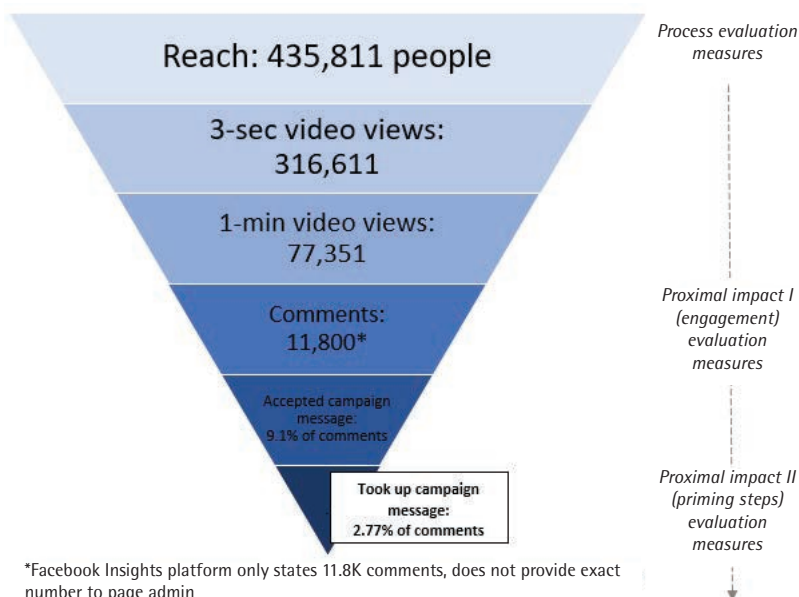 Reach: 435,811 people
3-sec video views:
316,611
1-min video views:
77,351
Comments:
11,800*
Accepted campaign
message:
9.1% of comments
Took up campaign
message:
2.77% of comments
Process evaluation
measures
Proximal impact I
(engagement)
evaluation
measures
Proximal impact II
(priming steps)
evaluation
measures
*Facebook Insights platform only states 11.8K comments, does not provide exact
number to page admin